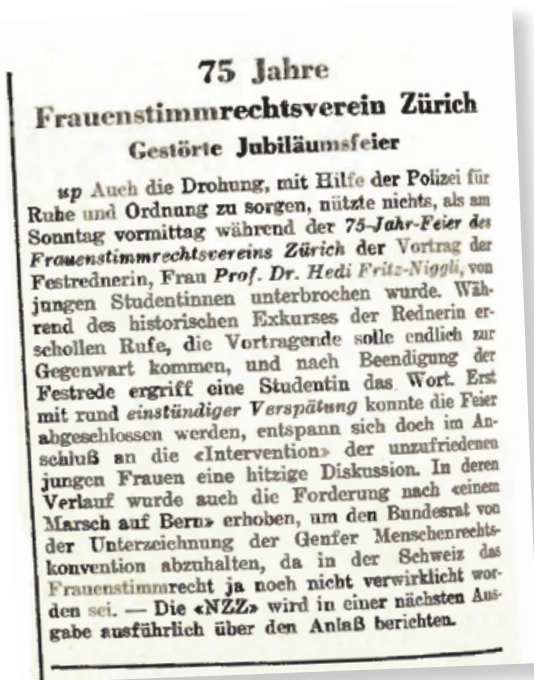 75 Jahre
Frauenstimmrechtsverein Zürich
Gestörte Jubiläumsfeier
up Auch die Drohung, mit Hilfe der Polizei für
Ruhe und Ordnung zu sorgen, nützte nichts, als am
Sonntag vormittag während der 75-Jahr-Feier des
Frauenstimmrechtsvereins Zürich der Vortrag der
Festrednerin, Frau Prof. Dr. Hedi Fritz-Niggli, von
jungen Studentinnen unterbrochen wurde. Wäh-
rend des historischen Exkurses der Rednerin er-
schollen Rufe, die Vortragende solle endlich zur
Gegenwart kommen, und nach Beendigung der
Festrede ergriff eine Studentin das Wort. Erst
mit rund einstündiger Verspätung konnte die Feier
abgeschlossen werden, entspann sich doch im An-
schluß an die «Intervention» der unzufriedenen
jungen Frauen eine hitzige Diskussion. In deren
Verlauf wurde auch die Forderung nach «einem
Marsch auf Bern» erhoben, um den Bundesrat von
der Unterzeichnung der Genfer Menschenrechts-
konvention abzuhalten, da in der Schweiz das
Frauenstimmrecht ja noch nicht verwirklicht wor-
den sei. — Die «NZZ» wird in einer nächsten Aus-
gabe ausführlich über den Anlaß berichten.